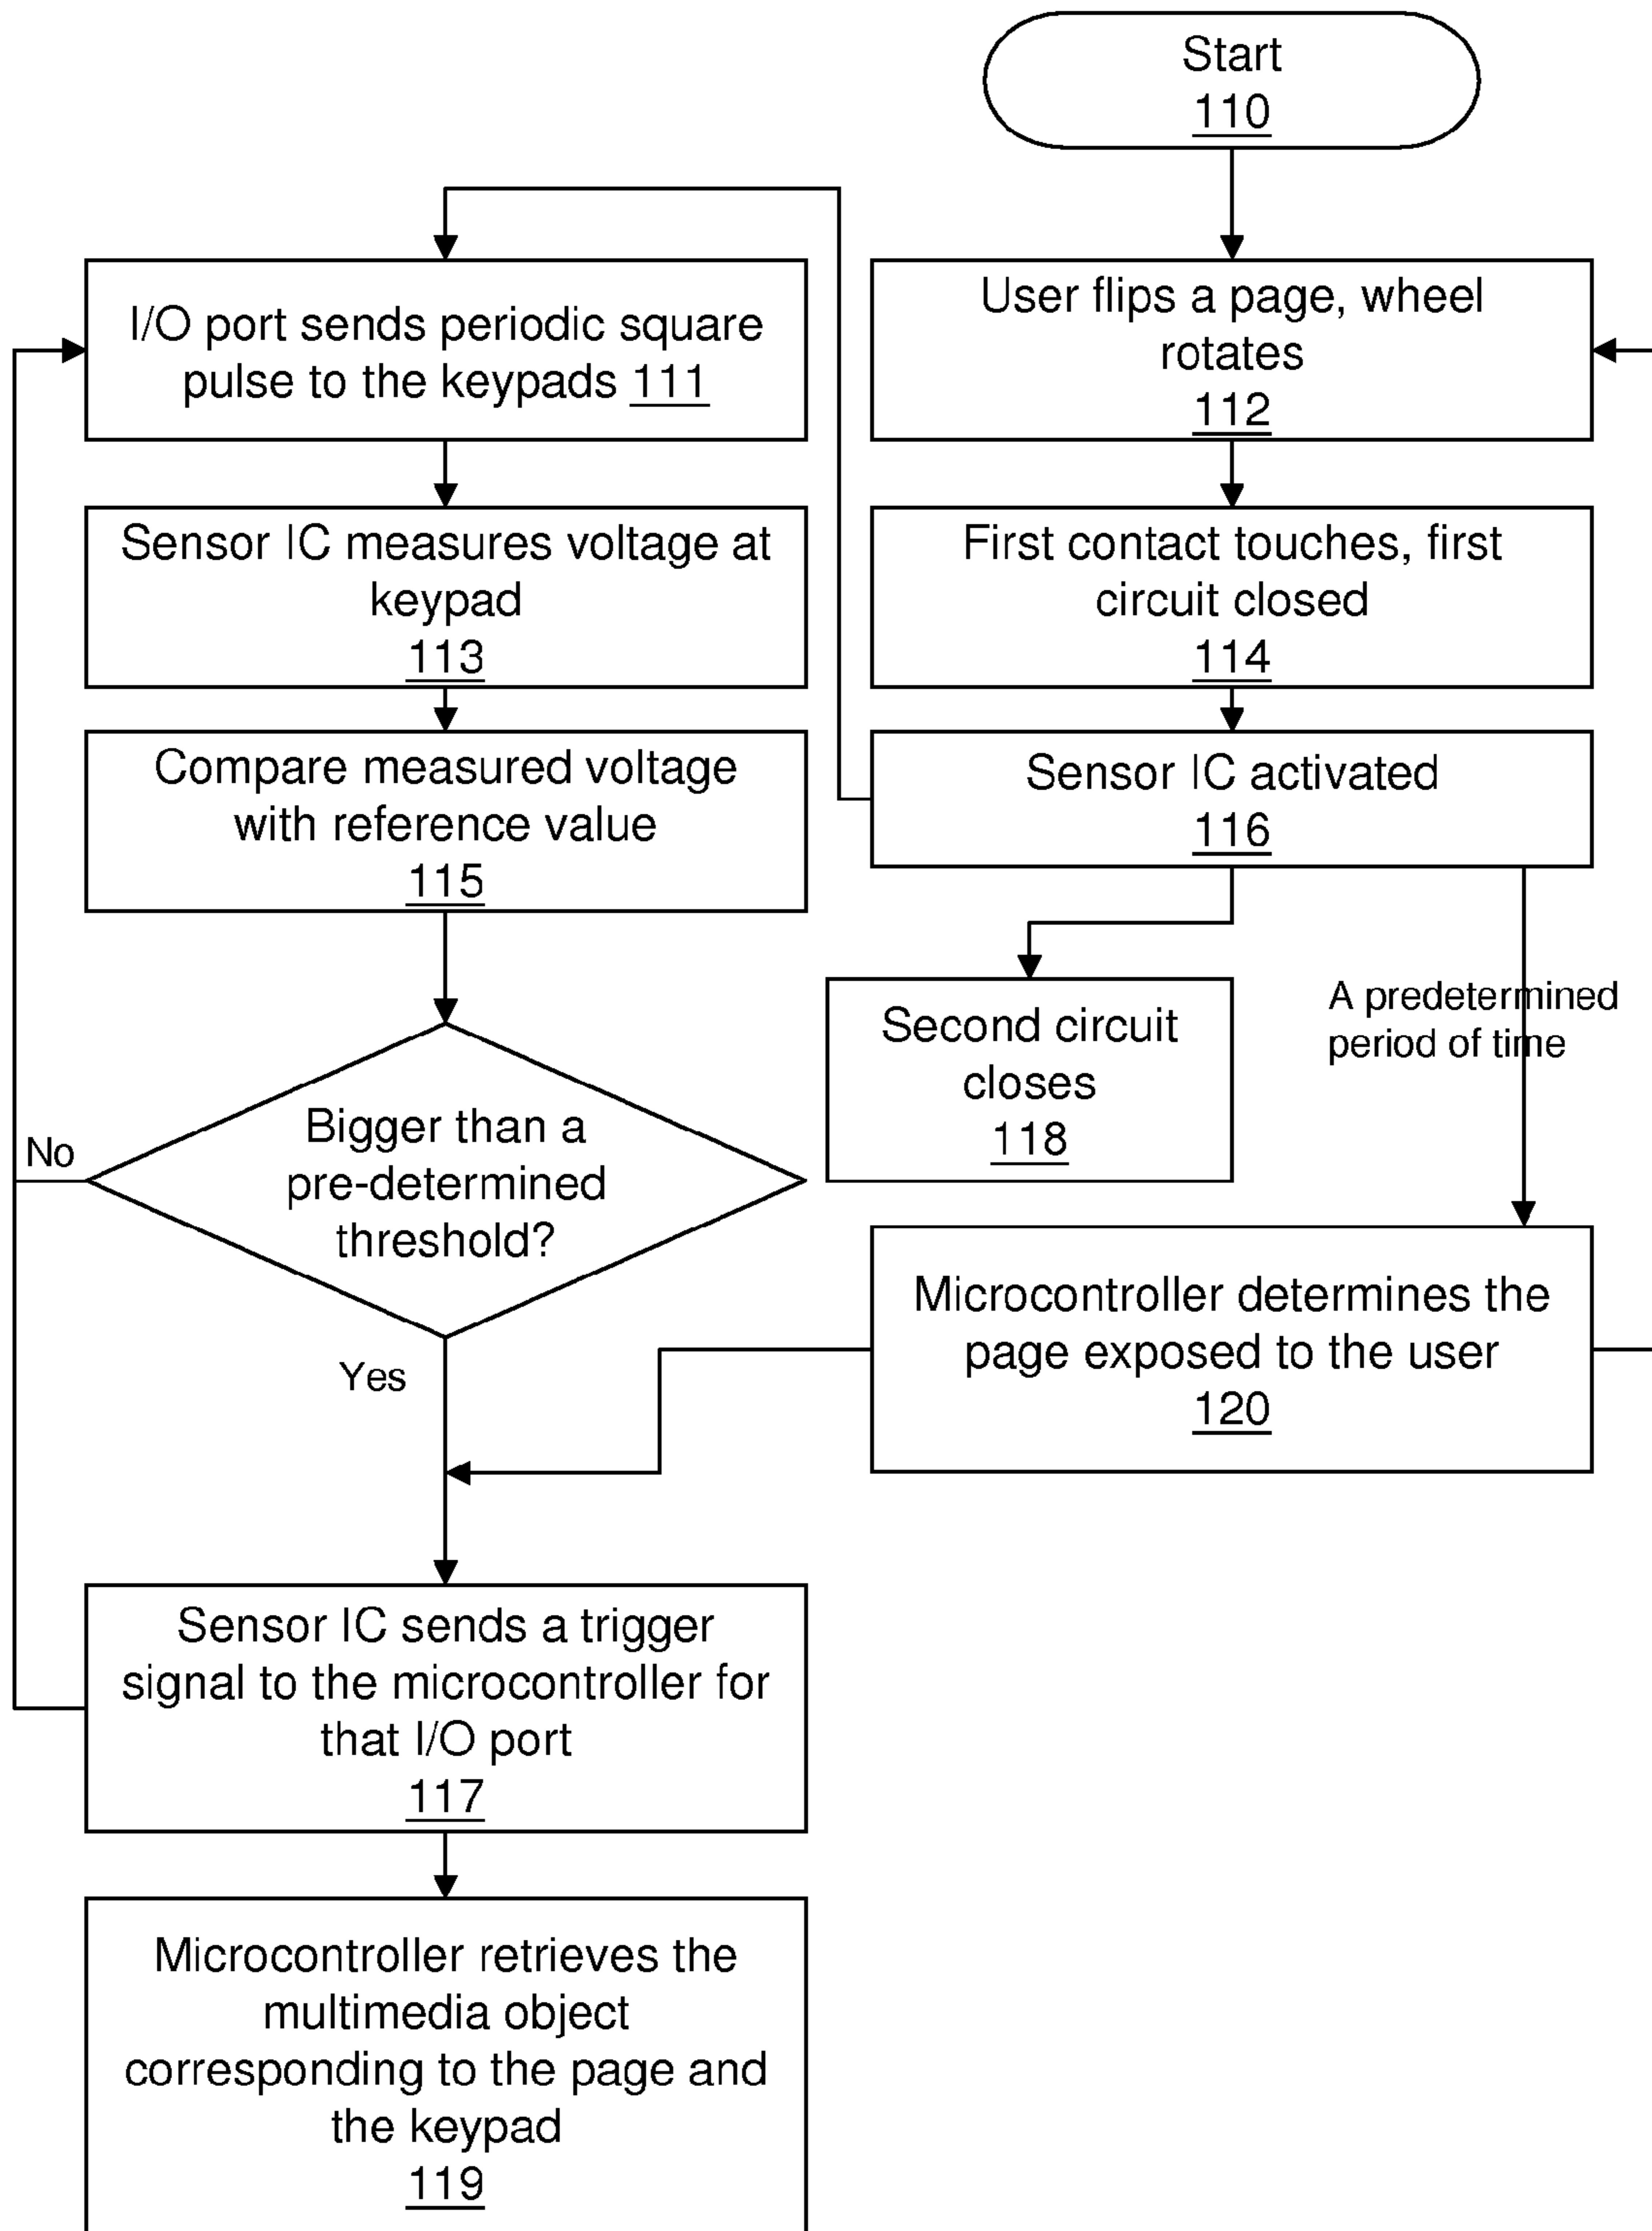 Start
110
I/O port sends periodic square
pulse to the keypads 111
User flips a page, wheel
rotates
112
Sensor IC measures voltage at
keypad
113
First contact touches, first
circuit closed
114
Compare measured voltage
with reference value
115
Sensor IC activated
116
Second circuit
closes
118
A predetermined
period of time
Bigger than a
pre-determined
threshold?
No
Yes
Microcontroller determines the
page exposed to the user
120
Sensor IC sends a trigger
signal to the microcontroller for
that I/O port
117
Microcontroller retrieves the
multimedia object
corresponding to the page and
the keypad
119